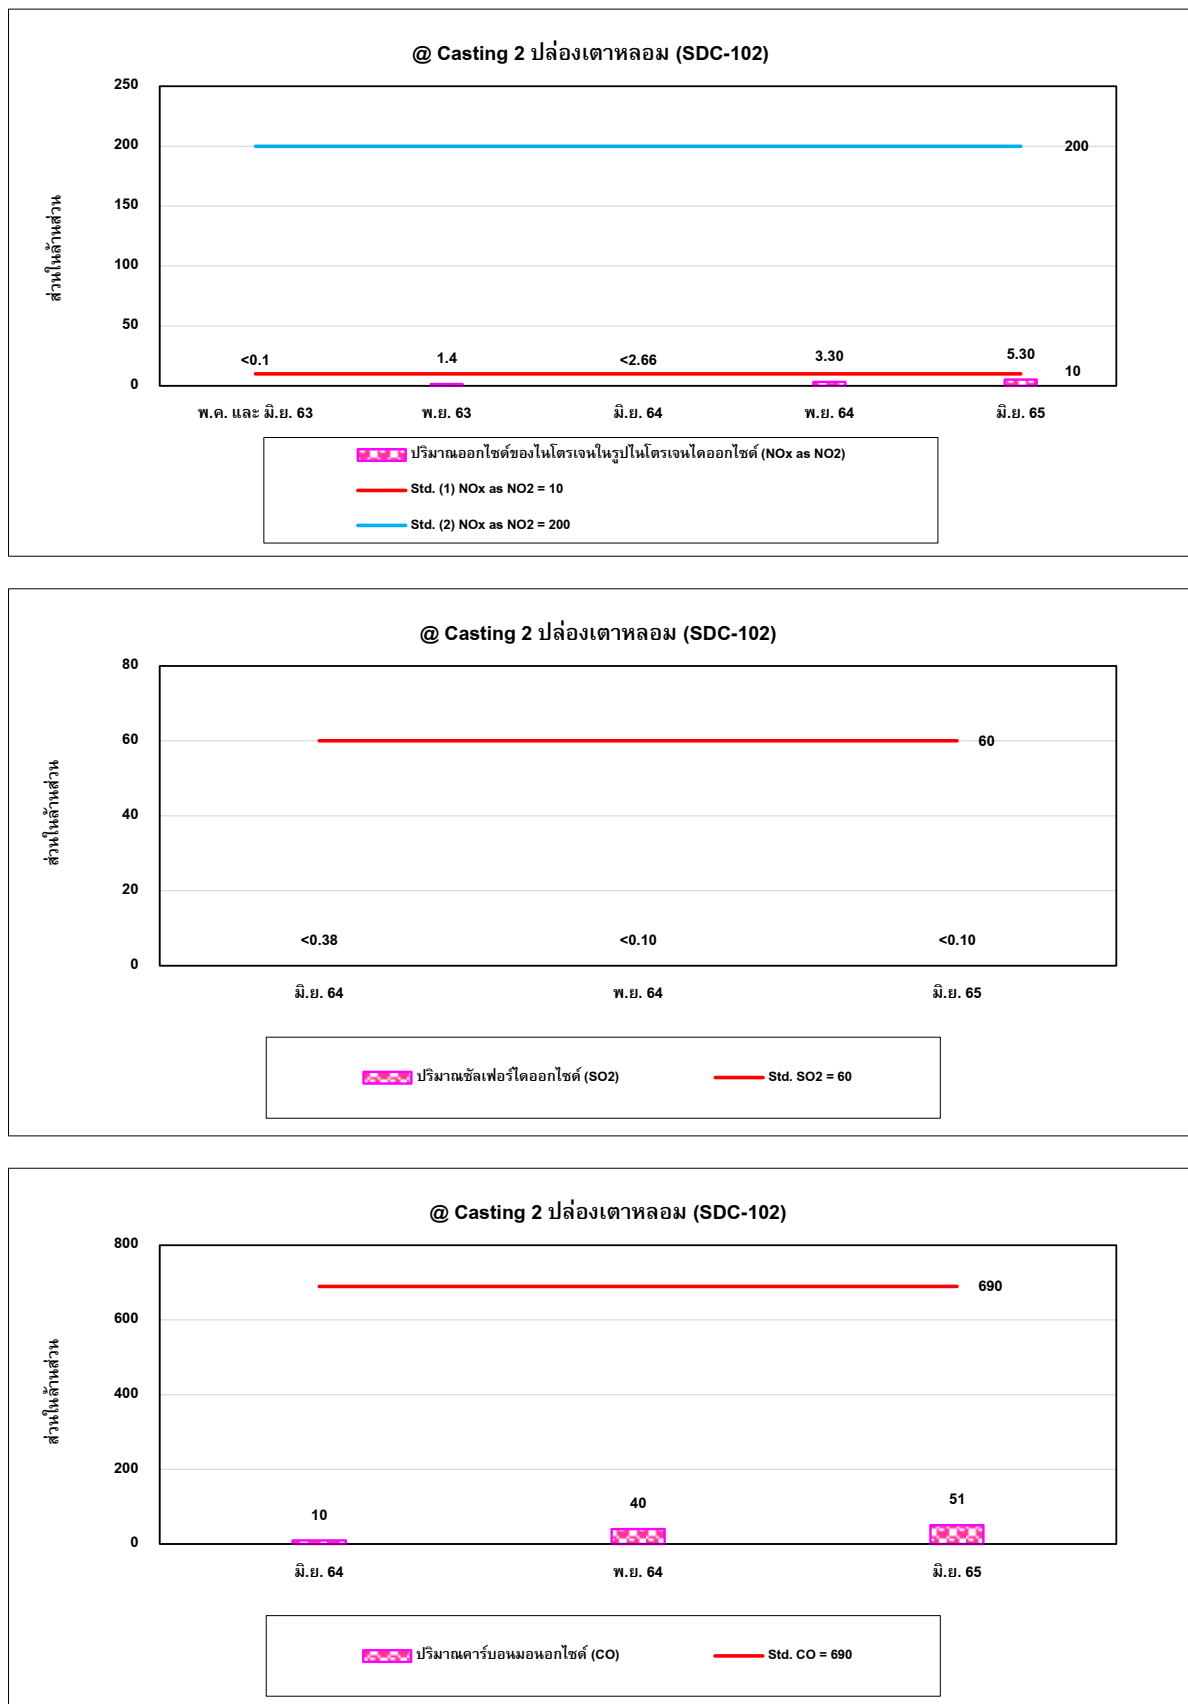 @ Casting 2 ปล่องเตาหลอม (SDC-102)
250
200
150
100
50
0
ส่วนในล้านส่วน
200
<0.1
1.4
<2.66
3.30
5.30
10
พ.ค. และ มิ.ย. 63
พ.ย. 63
มิ.ย. 64
พ.ย. 64
มิ.ย. 65
ปริมาณออกไซด์ของไนโตรเจนในรูปไนโตรเจนไดออกไซด์ (NOx as NO2)
Std. (1) NOx as NO2 = 10
Std. (2) NOx as NO2 = 200
@ Casting 2 ปล่องเตาหลอม (SDC-102)
80
60
40
20
0
ส่วนในล้านส่วน
60
<0.38
<0.10
<0.10
มิ.ย. 64
พ.ย. 64
มิ.ย. 65
ปริมาณซัลเฟอร์ไดออกไซด์ (SO2)
Std. SO2 = 60
@ Casting 2 ปล่องเตาหลอม (SDC-102)
800
600
400
200
0
ส่วนในล้านส่วน
690
10
40
51
มิ.ย. 64
พ.ย. 64
มิ.ย. 65
ปริมาณคาร์บอนมอนอกไซด์ (CO)
Std. CO = 690